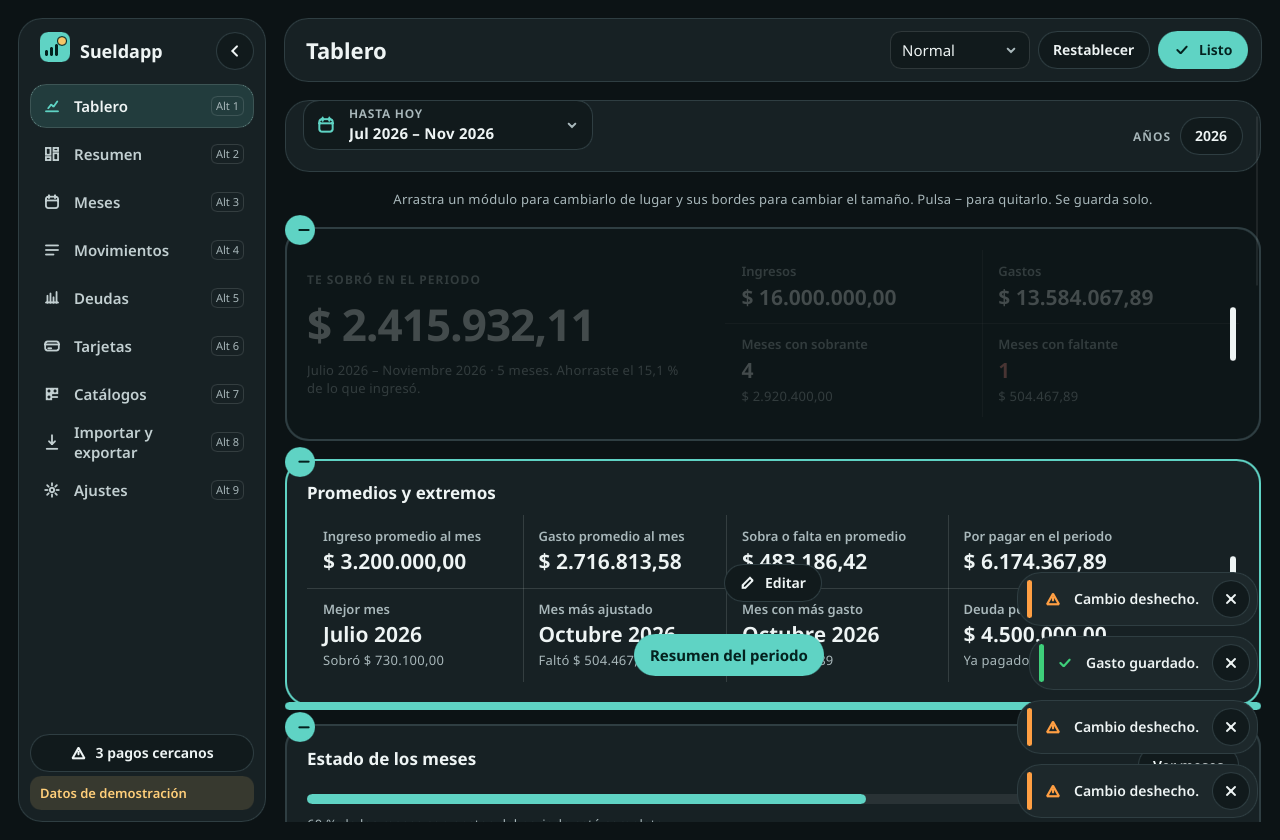 Sueldapp
Tablero Alt 1
Resumen Alt 2
Meses Alt 3
Movimientos Alt 4
Deudas Alt 5
Tarjetas Alt 6
Catálogos Alt 7
Importar y
exportar Alt 8
Ajustes Alt 9
3 pagos cercanos
Datos de demostración
Tablero
Normal
Restablecer
Listo
HASTA HOY
Jul 2026 – Nov 2026
AÑOS 2026
Arrastra un módulo para cambiarlo de lugar y sus bordes para cambiar el tamaño. Pulsa − para quitarlo. Se guarda solo.
TE SOBRÓ EN EL PERIODO
$ 2.415.932,11
Julio 2026 – Noviembre 2026 · 5 meses. Ahorraste el 15,1 %
de lo que ingresó.
Ingresos
$ 16.000.000,00
Gastos
$ 13.584.067,89
Meses con sobrante
4
$ 2.920.400,00
Meses con faltante
1
$ 504.467,89
Promedios y extremos
Ingreso promedio al mes
$ 3.200.000,00
Gasto promedio al mes
$ 2.716.813,58
Sobra o falta en promedio
$ 483.186,42
Por pagar en el periodo
$ 6.174.367,89
Editar
Mejor mes
Julio 2026
Sobró $ 730.100,00
Mes más ajustado
Octubre 2026
Faltó $ 504.467,
Mes con más gasto
Octubre 2026
Deuda
$ 4.500.000,00
Ya pagado
Resumen del periodo
Estado de los meses
Ver meses
Cambio deshecho.
Gasto guardado.
Cambio deshecho.
Cambio deshecho.